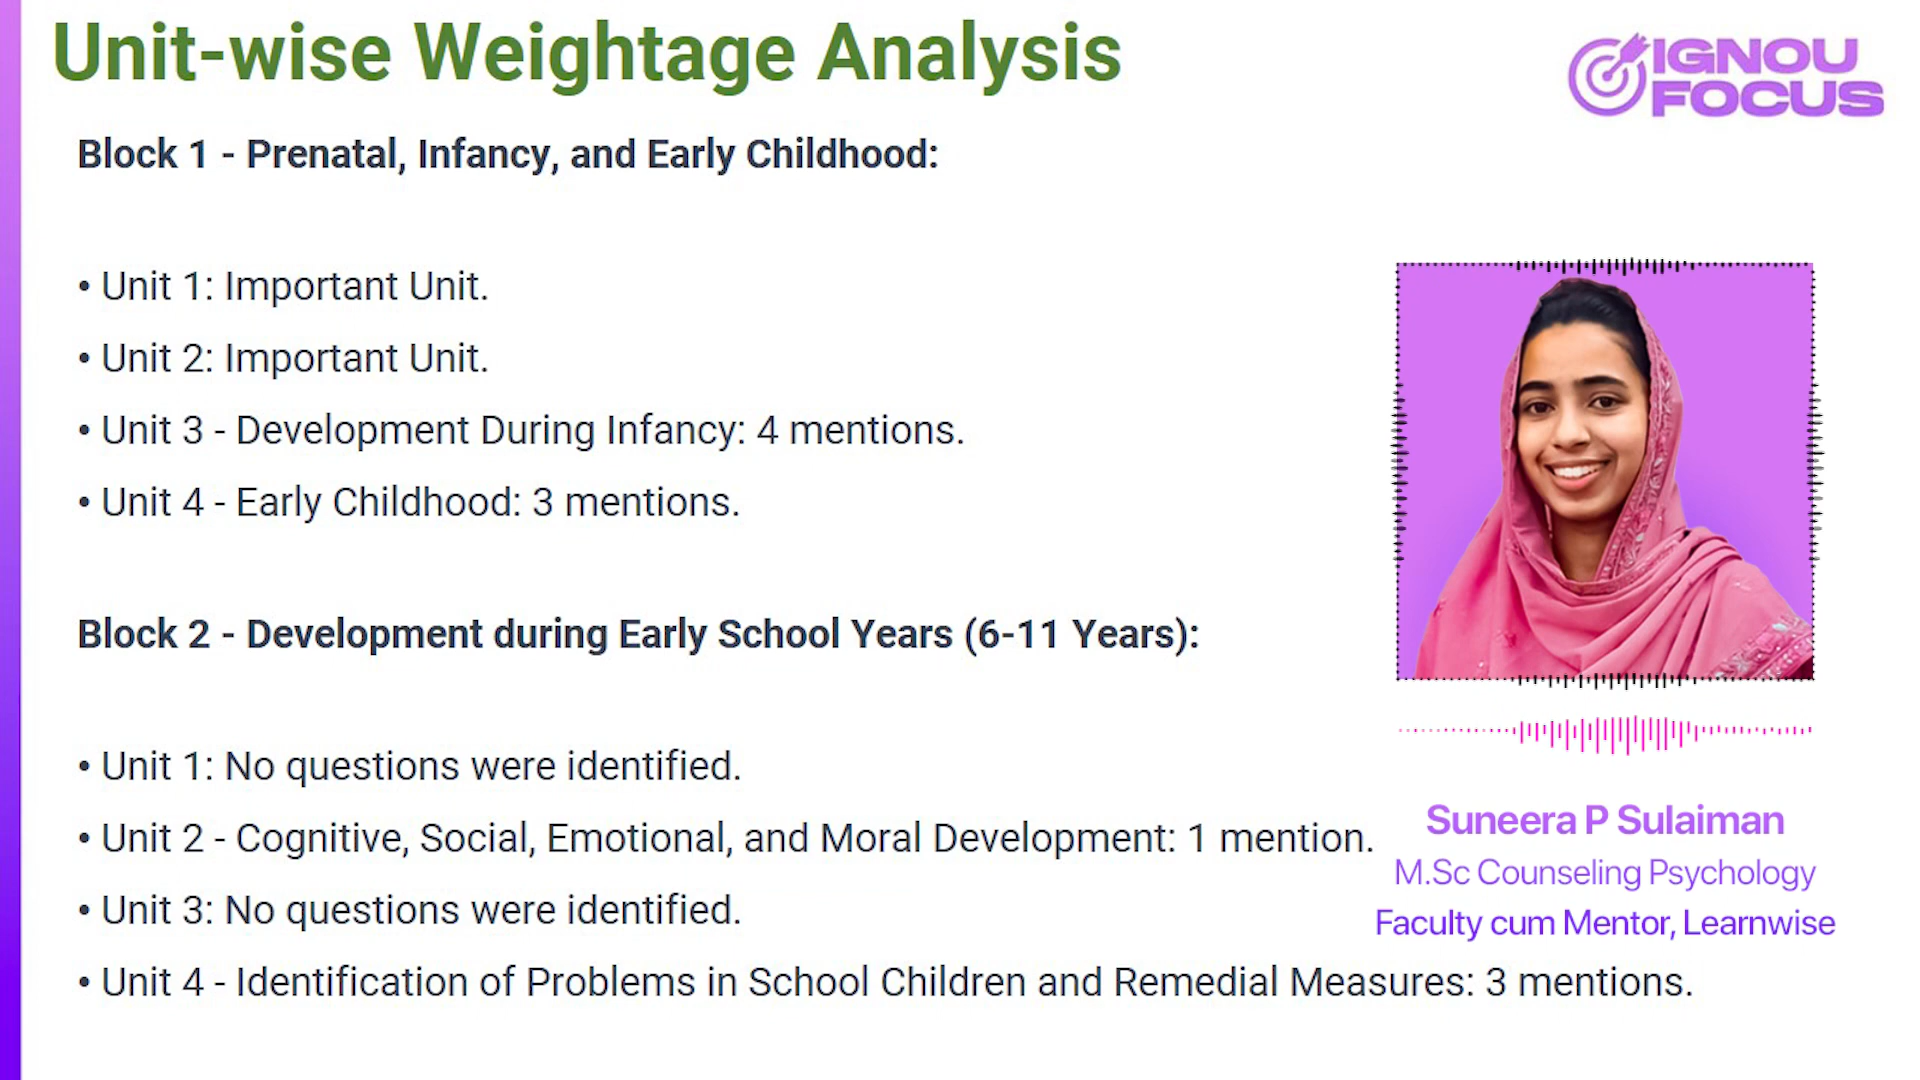 Unit-wise Weightage Analysis
IGNOU
FOCUS
Block 1 - Prenatal, Infancy, and Early Childhood:
• Unit 1: Important Unit.
• Unit 2: Important Unit.
• Unit 3 - Development During Infancy: 4 mentions.
• Unit 4 - Early Childhood: 3 mentions.
Block 2 - Development during Early School Years (6-11 Years):
• Unit 1: No questions were identified.
• Unit 2 - Cognitive, Social, Emotional, and Moral Development: 1 mention.
• Unit 3: No questions were identified.
• Unit 4 - Identification of Problems in School Children and Remedial Measures: 3 mentions.
Suneera P Sulaiman
M.Sc Counseling Psychology
Faculty cum Mentor, Learnwise